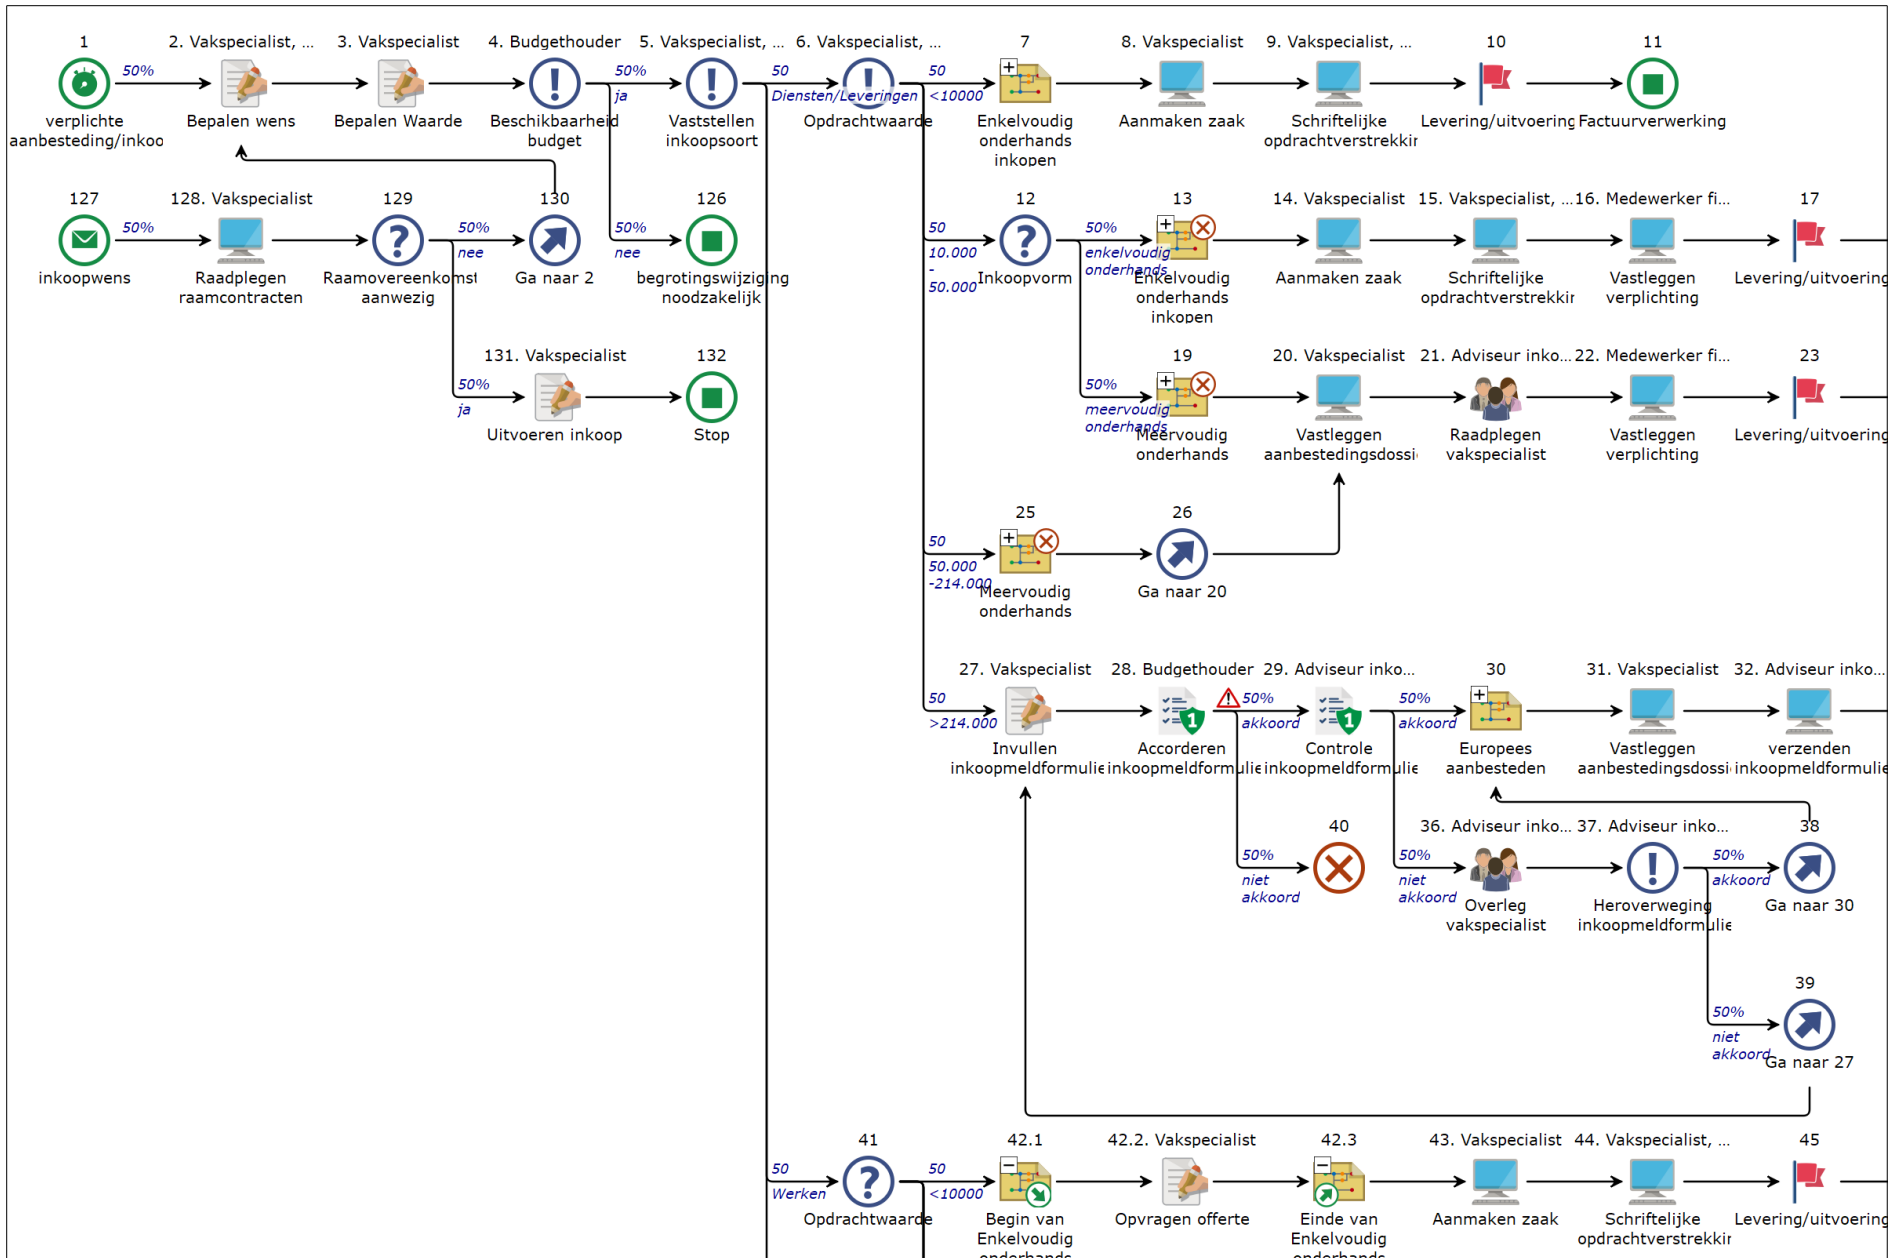 1
2. Vakspecialist, ...
3. Vakspecialist
4. Budgethouder
5. Vakspecialist, ...
6. Vakspecialist, ...
7
8. Vakspecialist
9. Vakspecialist, ...
10
11
50%
50%
ja
50
Diensten/Leveringen
50
<10000
verplichte
aanbesteding/inkoo
Bepalen wens
Bepalen Waarde
Beschikbaarheid
budget
Vaststellen
inkoopsoort
Opdrachtwaarde
Enkelvoudig
onderhands
inkopen
Aanmaken zaak
Schriftelijke
opdrachtverstrekkin
Levering/uitvoering
Factuurverwerking
127
128. Vakspecialist
129
130
126
12
13
14. Vakspecialist
15. Vakspecialist, ...
16. Medewerker fi...
17
50%
50%
nee
50%
nee
50
10.000
-
50.000
50%
enkelvoudig
onderhands
inkoopwens
Raadplegen
raamcontracten
Raamovereenkomst
aanwezig
Ga naar 2
begrotingswijziging
noodzakelijk
Inkoopvorm
Enkelvoudig
onderhands
inkopen
Aanmaken zaak
Schriftelijke
opdrachtverstrekkin
Vastleggen
verplichting
Levering/uitvoering
131. Vakspecialist
132
19
20. Vakspecialist
21. Adviseur inko...
22. Medewerker fi...
23
50%
ja
50%
meervoudig
onderhands
Uitvoeren inkoop
Stop
Meervoudig
onderhands
Vastleggen
aanbestedingsdossi
Raadplegen
vakspecialist
Vastleggen
verplichting
Levering/uitvoering
25
26
50
50.000
-214.000
Meervoudig
onderhands
Ga naar 20
27. Vakspecialist
28. Budgethouder
29. Adviseur inko...
30
31. Vakspecialist
32. Adviseur inko...
50
>214.000
50%
akkoord
50%
akkoord
Invullen
inkoopmeldformulie
Accorderen
inkoopmeldformulie
Controle
inkoopmeldformulie
Europees
aanbesteden
Vastleggen
aanbestedingsdossi
verzenden
inkoopmeldformulie
40
36. Adviseur inko...
37. Adviseur inko...
38
50%
niet
akkoord
50%
niet
akkoord
50%
akkoord
Overleg
vakspecialist
Heroverweging
inkoopmeldformulie
Ga naar 30
39
50%
niet
akkoord
Ga naar 27
41
42.1
42.2. Vakspecialist
42.3
43. Vakspecialist
44. Vakspecialist, ...
45
50
Werken
50
<10000
Opdrachtwaarde
Begin van
Enkelvoudig
onderhands
Opvragen offerte
Einde van
Enkelvoudig
onderhands
Aanmaken zaak
Schriftelijke
opdrachtverstrekkin
Levering/uitvoering